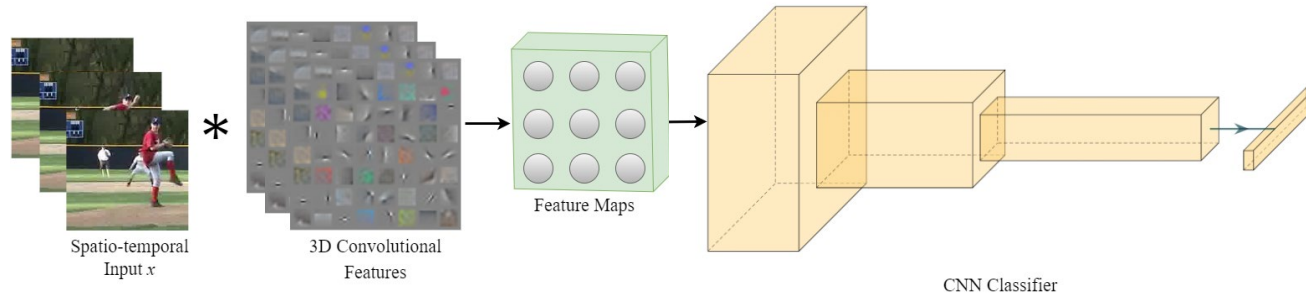 *
Spatio-temporal
Input x
3D Convolutional
Features
Feature Maps
CNN Classifier